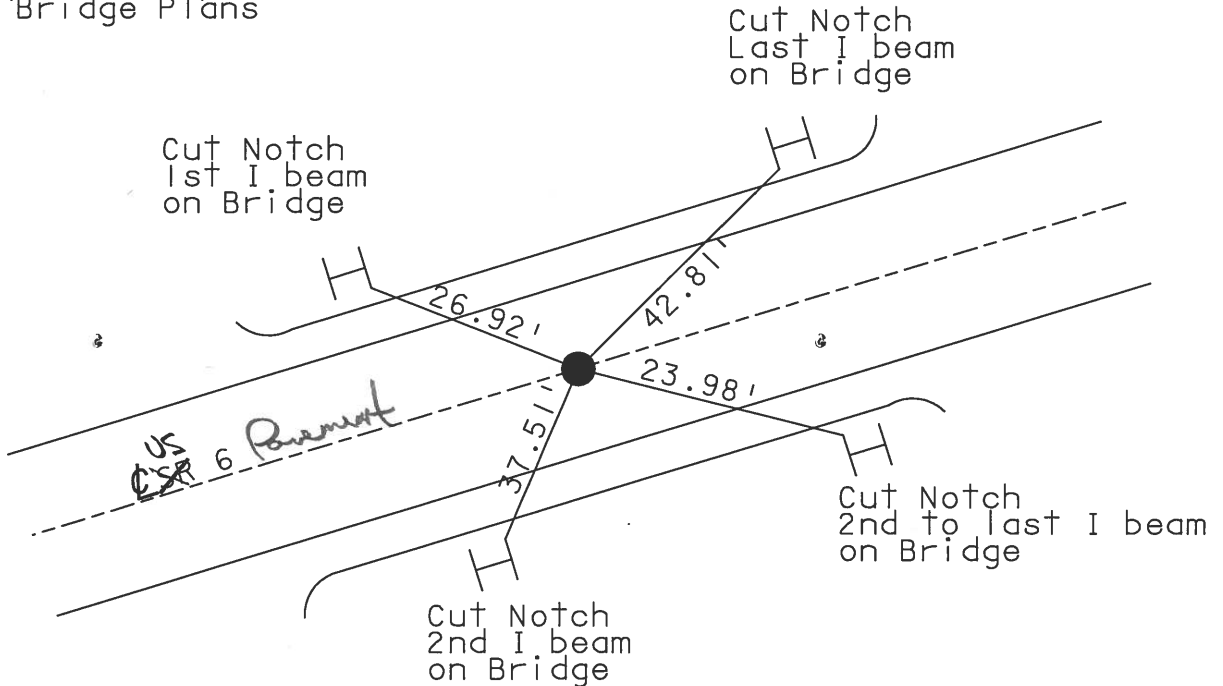 Bridge Plans
Cut Notch
Last I beam
on Bridge
Cut Notch
1st I beam
on Bridge
26.92'
42.81'
23.98'
37.51'
US
CSR 6 Pavement
Cut Notch
2nd to last I beam
on Bridge
Cut Notch
2nd I beam
on Bridge